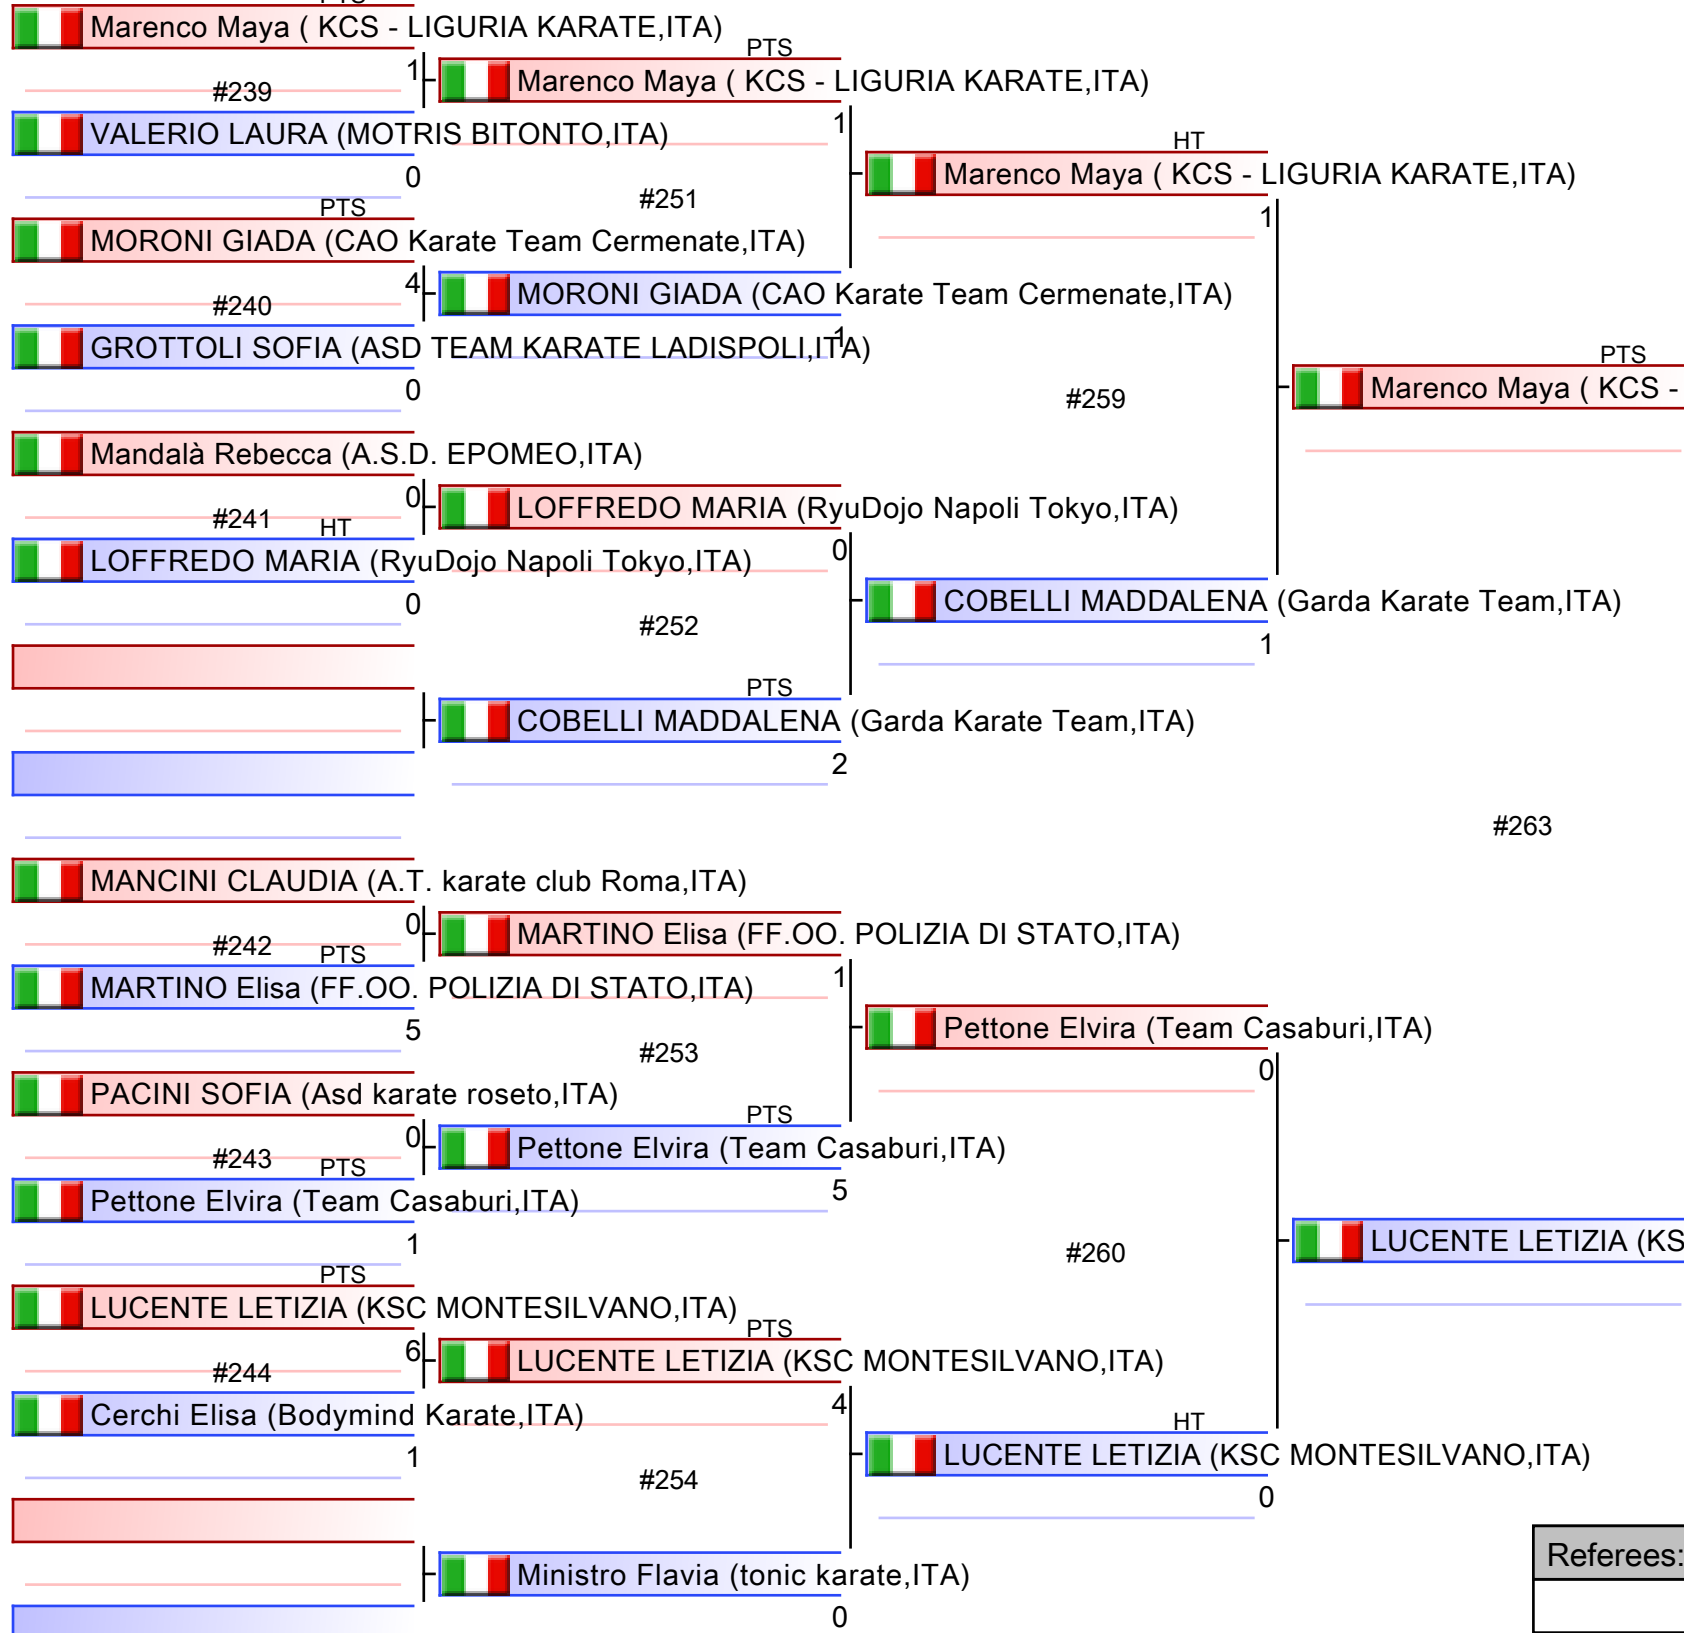 PTS
Marenco Maya ( KCS - LIGURIA KARATE,ITA)
1
#239
VALERIO LAURA (MOTRIS BITONTO,ITA)
0
PTS
MORONI GIADA (CAO Karate Team Cermenate,ITA)
4
#240
GROTTOLI SOFIA (ASD TEAM KARATE LADISPOLI,ITA)
0
Mandalà Rebecca (A.S.D. EPOMEO,ITA)
0
#241
HT
LOFFREDO MARIA (RyuDojo Napoli Tokyo,ITA)
0
MANCINI CLAUDIA (A.T. karate club Roma,ITA)
0
#242
PTS
MARTINO Elisa (FF.OO. POLIZIA DI STATO,ITA)
5
PACINI SOFIA (Asd karate roseto,ITA)
0
#243
PTS
Pettone Elvira (Team Casaburi,ITA)
1
PTS
LUCENTE LETIZIA (KSC MONTESILVANO,ITA)
6
#244
Cerchi Elisa (Bodymind Karate,ITA)
1
PTS
Marenco Maya ( KCS - LIGURIA KARATE,ITA)
1
#251
MORONI GIADA (CAO Karate Team Cermenate,ITA)
1
LOFFREDO MARIA (RyuDojo Napoli Tokyo,ITA)
0
#252
PTS
COBELLI MADDALENA (Garda Karate Team,ITA)
2
MARTINO Elisa (FF.OO. POLIZIA DI STATO,ITA)
1
#253
PTS
Pettone Elvira (Team Casaburi,ITA)
5
PTS
LUCENTE LETIZIA (KSC MONTESILVANO,ITA)
4
#254
Ministro Flavia (tonic karate,ITA)
0
HT
Marenco Maya ( KCS - LIGURIA KARATE,ITA)
1
#259
COBELLI MADDALENA (Garda Karate Team,ITA)
1
Pettone Elvira (Team Casaburi,ITA)
0
#260
HT
LUCENTE LETIZIA (KSC MONTESILVANO,ITA)
0
PTS
Marenco Maya ( KCS -
#263
LUCENTE LETIZIA (KS
Referees: